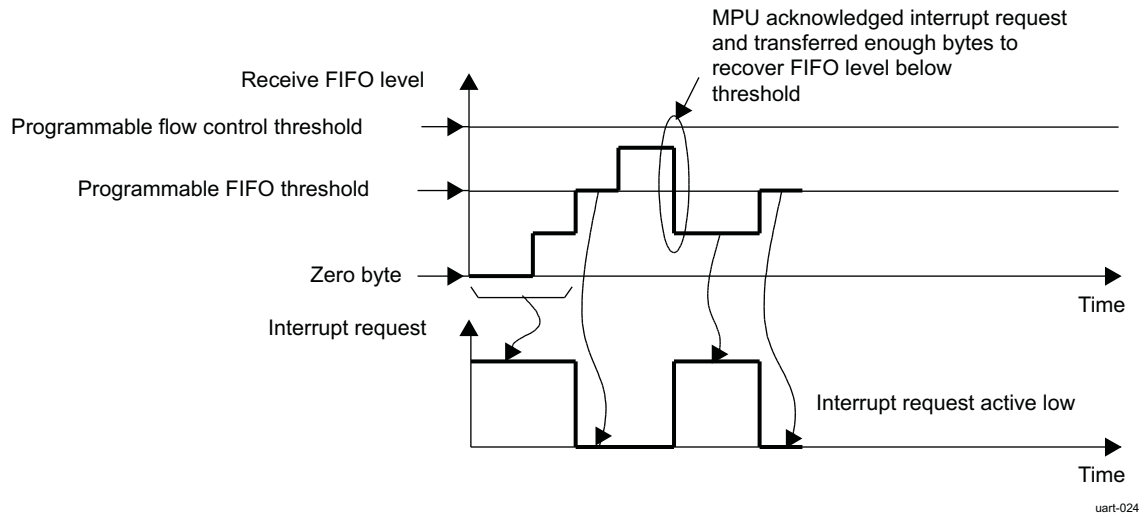 MPU acknowledged interrupt request
and transferred enough bytes to
recover FIFO level below
threshold
Receive FIFO level
Programmable flow control threshold
Programmable FIFO threshold
Zero byte
Time
Interrupt request
Interrupt request active low
Time
uart-024